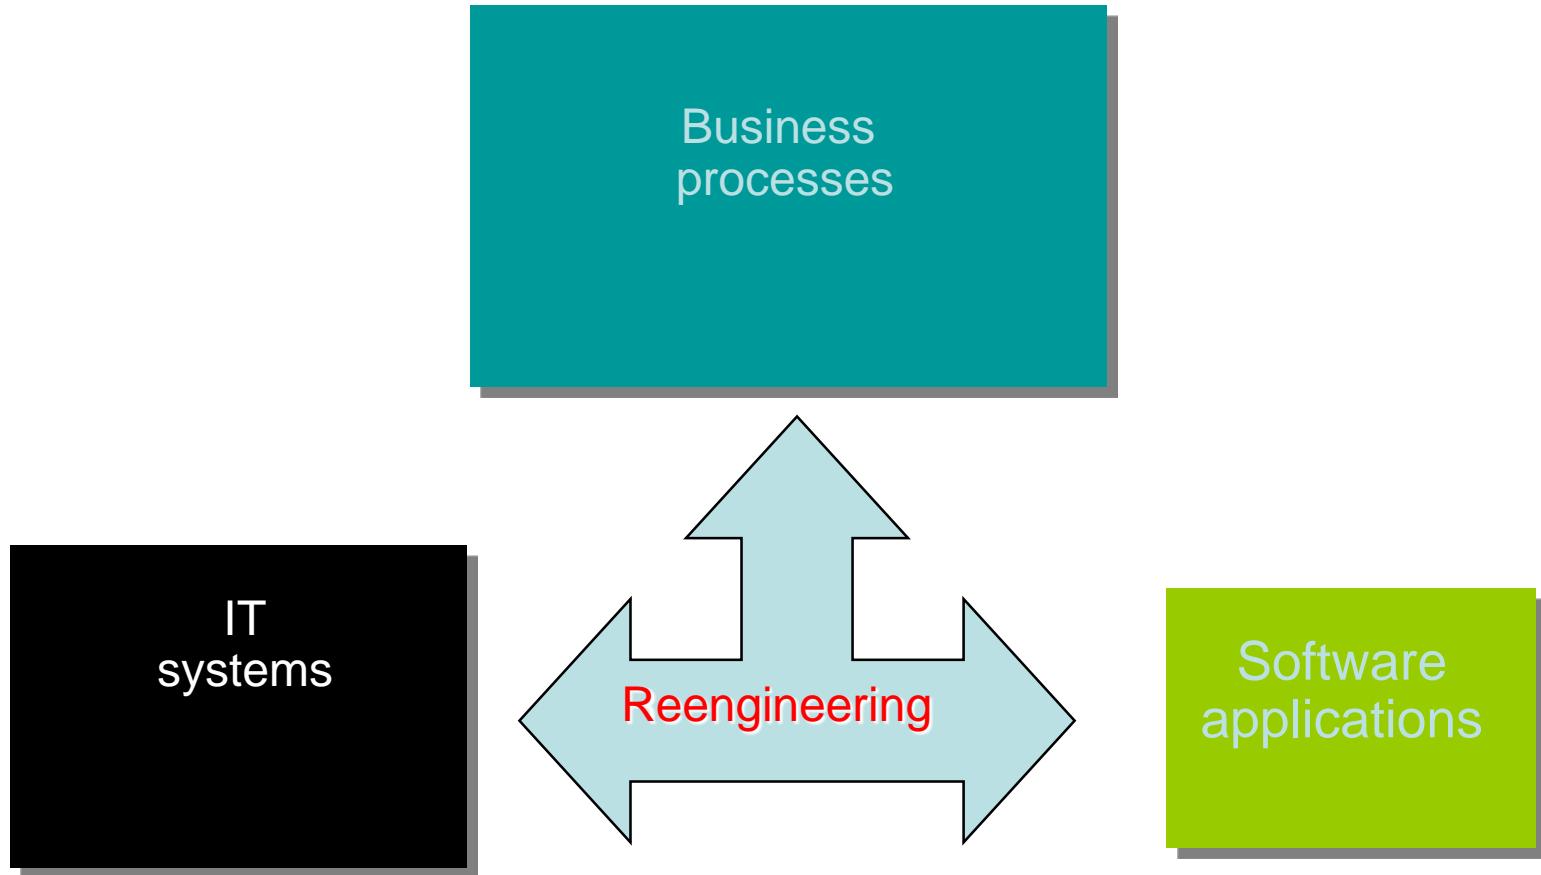 Business
processes
IT
systems
Reengineering
Software
applications